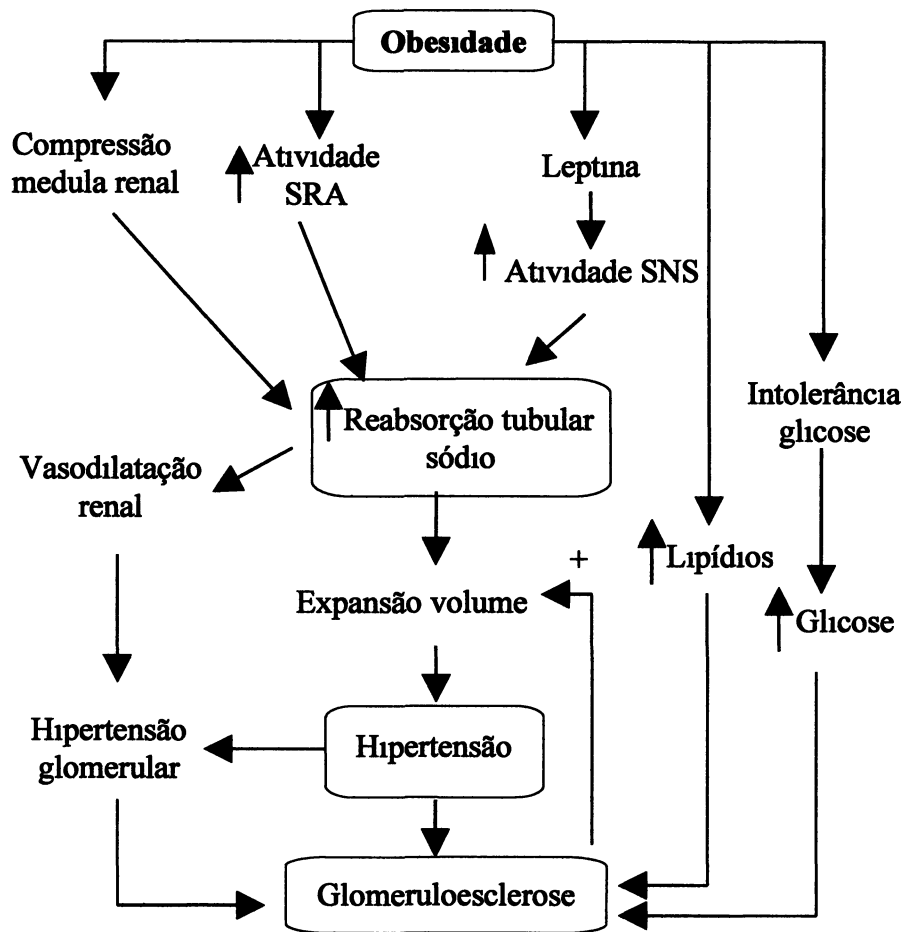 Obesidade
Compressão
medula renal
Atividade
SRA
Leptina
Atividade SNS
Intolerância
glicose
Reabsorção tubular
sódio
Vasodilatação
renal
+
Lipídios
Expansão volume
Glicose
Hipertensão
glomerular
Hipertensão
Glomeruloesclerose